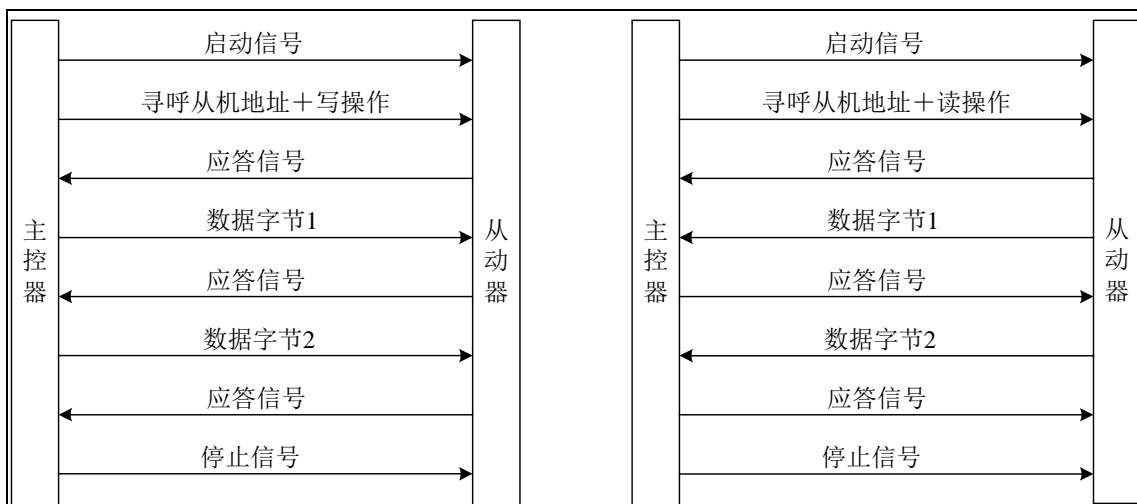 启动信号
寻呼从机地址＋写操作
应答信号
数据字节1
应答信号
数据字节2
应答信号
停止信号
主控器
从动器
启动信号
寻呼从机地址＋读操作
应答信号
数据字节1
应答信号
数据字节2
应答信号
停止信号
主控器
从动器